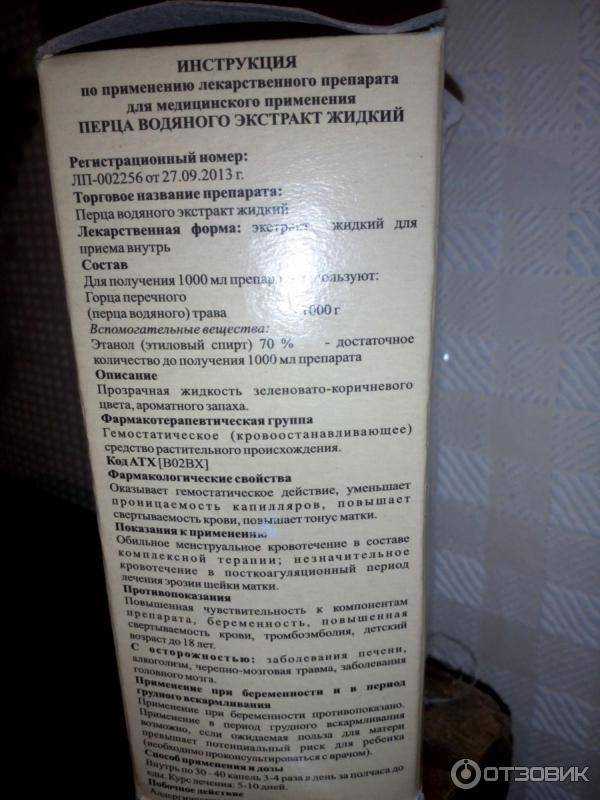 ИНСТРУКЦИЯ
по применению лекарственного препарата
для медицинского применения
ПЕРЦА ВОДЯНОГО ЭКСТРАКТ ЖИДКИЙ
Регистрационный номер:
ЛП-002256 от 27.09.2013 г.
Торговое название препарата:
Перца водяного экстракт жидкий
Лекарственная форма: жидкий для
приема внутрь
Состав
Для получения 1000 мл
Горца перечного
(перца водяного) трава 1000 г
Вспомогательные вещества:
Этанол (этиловый спирт) 70 % - достаточное
количество до получения 1000 мл препарата
Описание
Прозрачная жидкость зеленовато-коричневого
цвета, ароматного запаха.
Фармакотерапевтическая группа
Гемостатическое (кровоостанавливающее)
средство растительного происхождения.
Код АТХ [B02BX]
Фармакологические свойства
Оказывает гемостатическое действие, уменьшает
проницаемость капилляров, повышает
свертываемость крови, повышает тонус матки.
Показания к применению
Обильное менструальное кровотечение в составе
комплексной терапии; незначительное
кровотечение в посткоагуляционный период
лечения эрозии шейки матки.
Противопоказания
Повышенная чувствительность к компонентам
препарата, беременность, повышенная
свертываемость крови, тромбоэмболия, детский
возраст до 18 лет.
С осторожностью: заболевания печени,
алкоголизм, черепно-мозговая травма, заболевания
головного мозга.
Применение при беременности и в период
грудного вскармливания
Применение при беременности противопоказано.
Применение в период грудного вскармливания
возможно, если ожидаемая польза для матери
превышает потенциальный риск для ребенка
(необходимо проконсультироваться с врачом).
Способ применения и дозы
Внутрь по 30 - 40 капель 3-4 раза в день за полчаса до
еды. Курс лечения: 5-10 дней.
Побочное действие
ОТЗОВИК